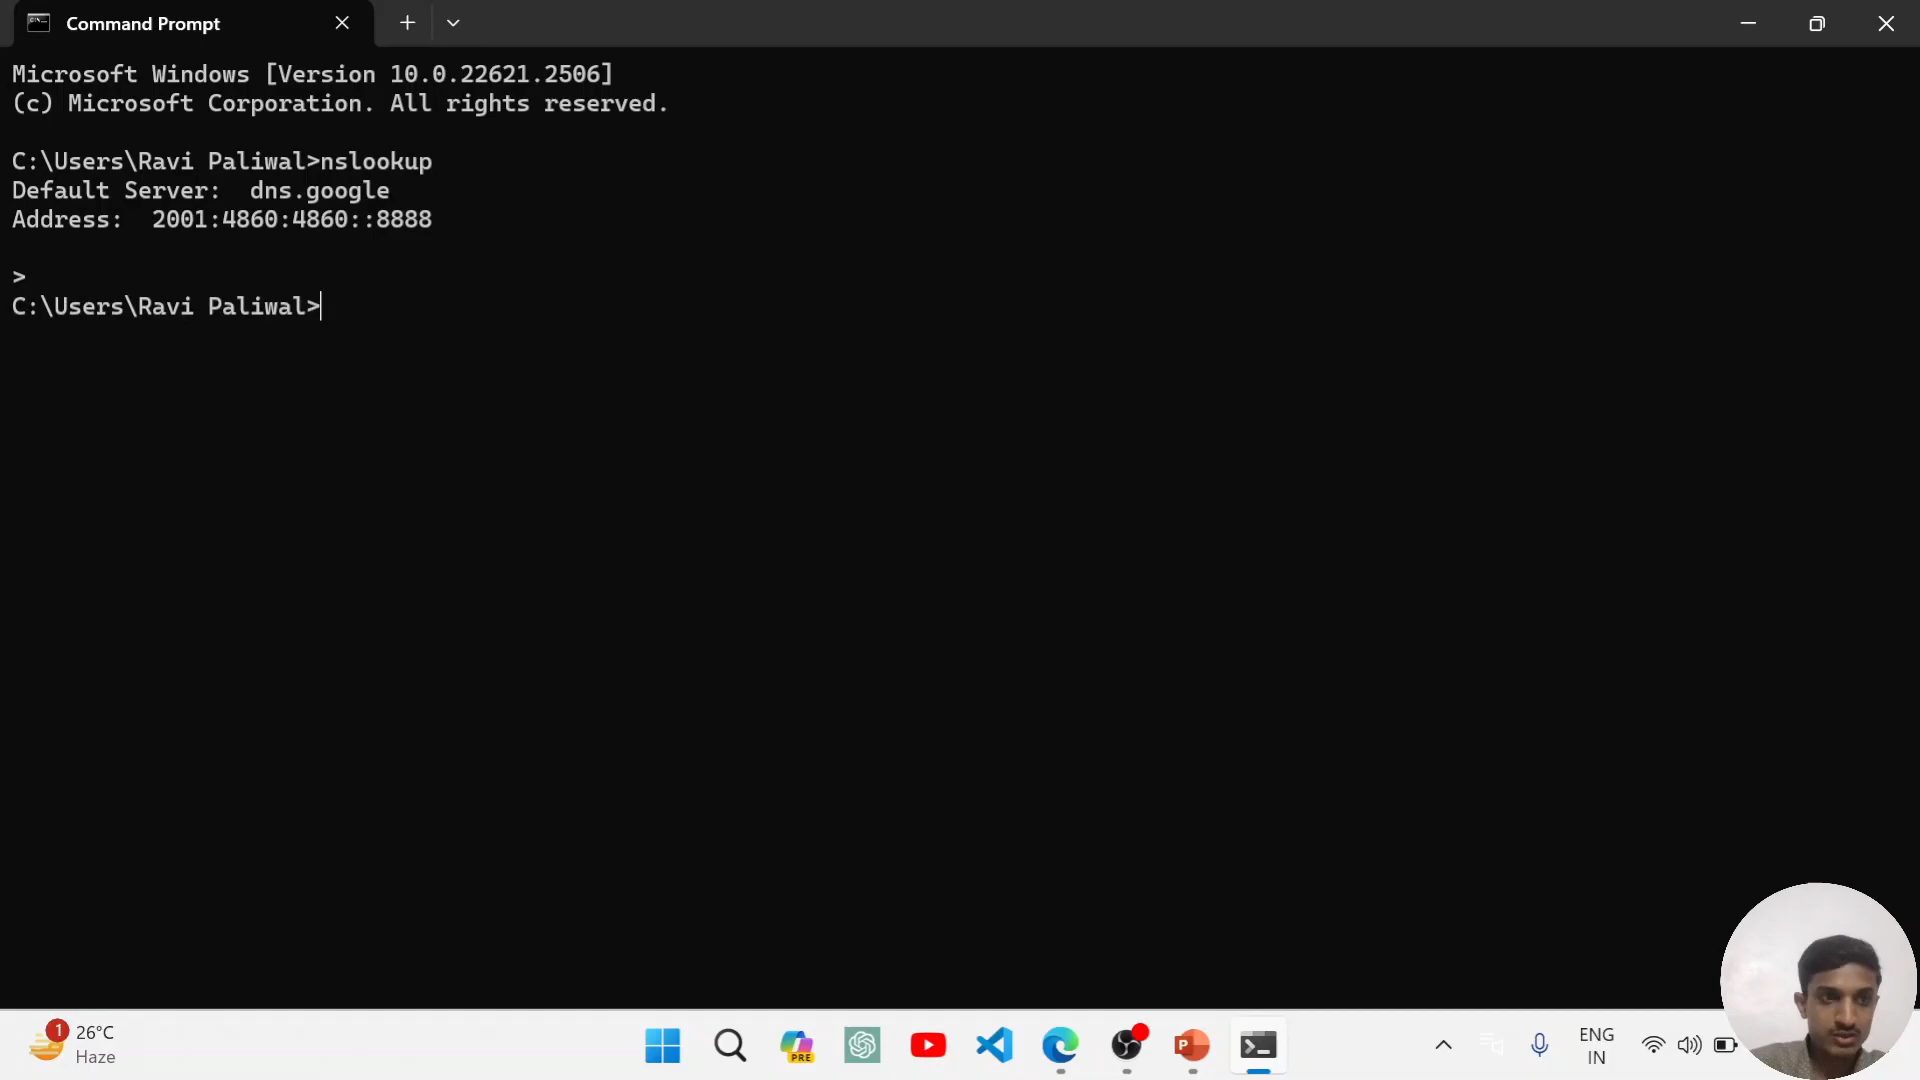 Command Prompt
Microsoft Windows [Version 10.0.22621.2506]
(c) Microsoft Corporation. All rights reserved.
C:\Users\Ravi Paliwal>nslookup
Default Server:  dns.google
Address:  2001:4860:4860::8888
>
C:\Users\Ravi Paliwal>
1
26°C
Haze
PRE
P
ENG
IN